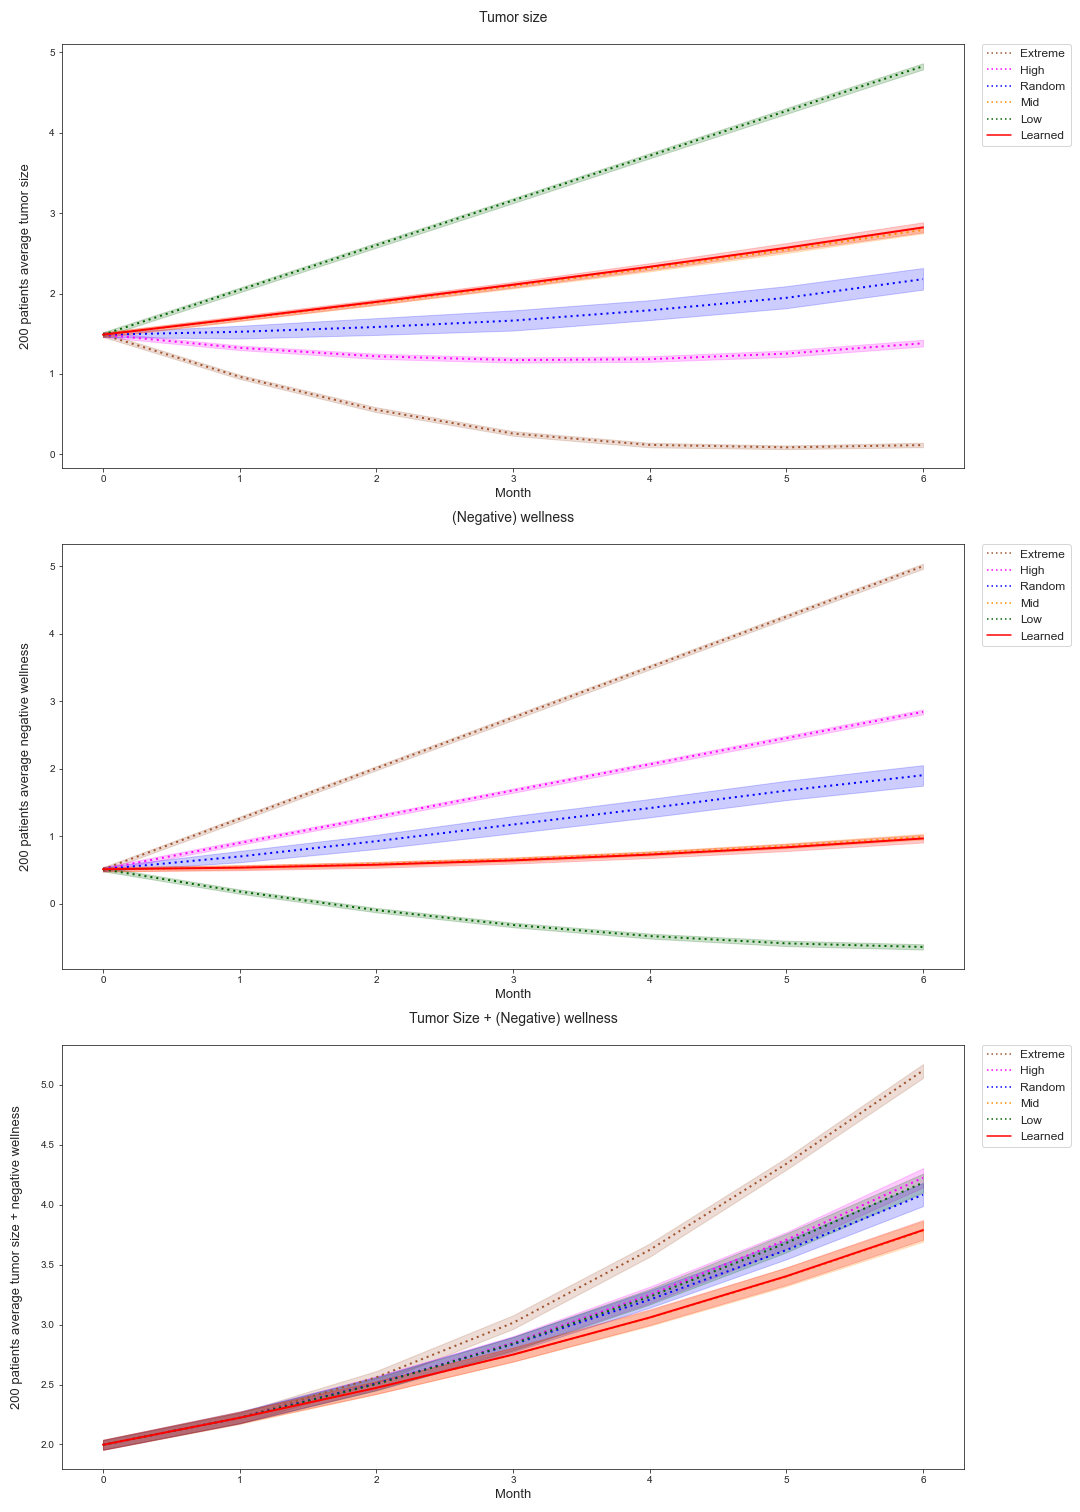 Tumor size
200 patients average tumor size
5
4
3
2
1
0
0 1 2 3 4 5 6
Month
Extreme
High
Random
Mid
Low
Learned
(Negative) wellness
200 patients average negative wellness
5
4
3
2
1
0
0 1 2 3 4 5 6
Month
Extreme
High
Random
Mid
Low
Learned
Tumor Size + (Negative) wellness
200 patients average tumor size + negative wellness
5.0
4.5
4.0
3.5
3.0
2.5
2.0
0 1 2 3 4 5 6
Month
Extreme
High
Random
Mid
Low
Learned